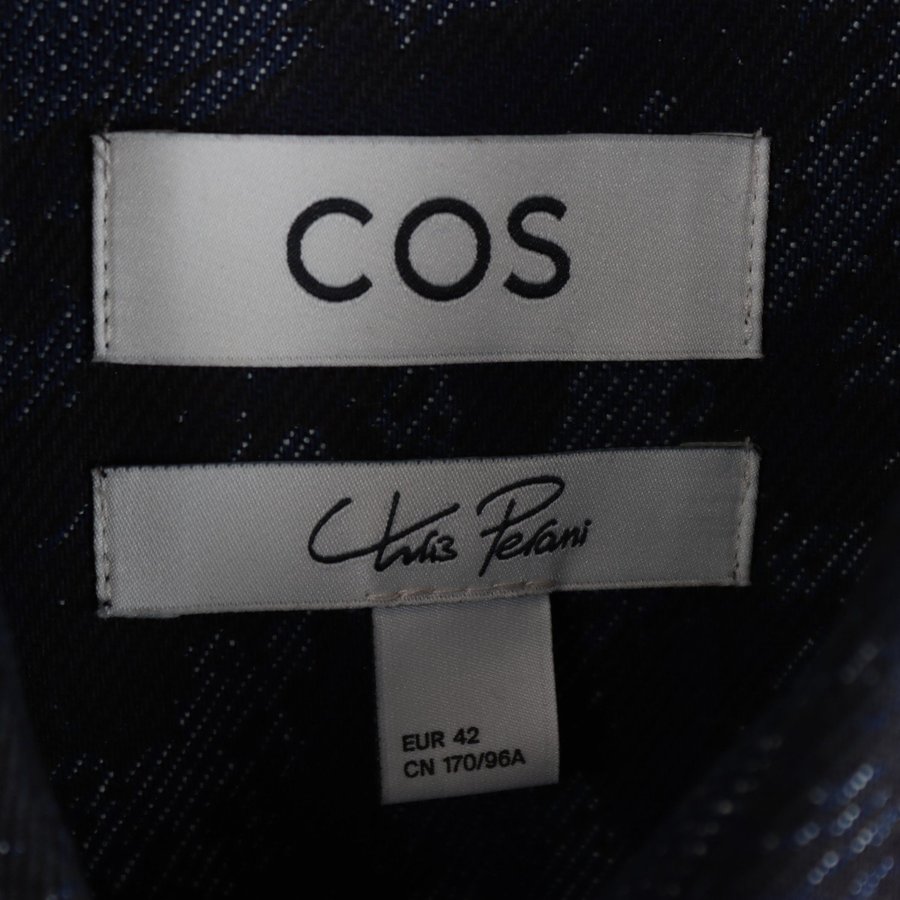 COS
Chris Perani
EUR 42
CN 170/96A